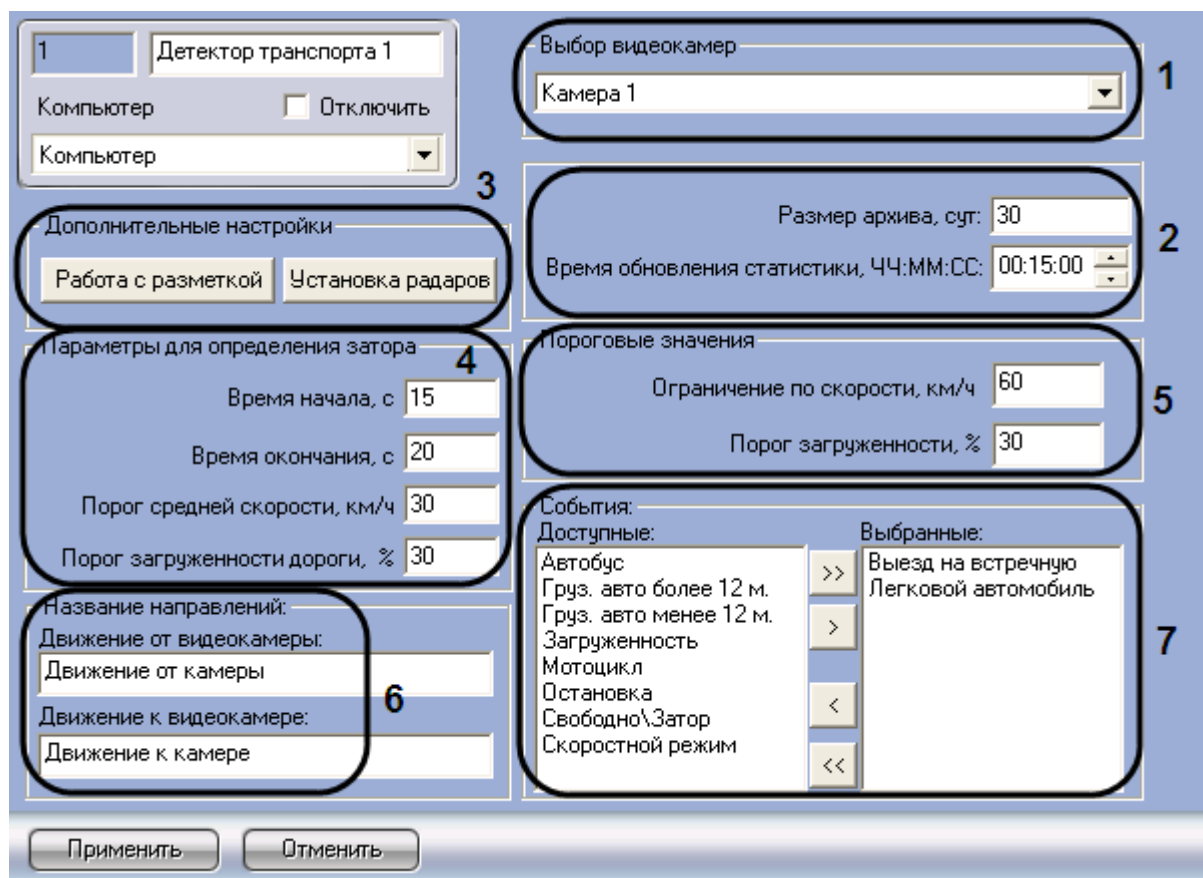 1
Детектор транспорта 1
Компьютер
Отключить
Компьютер
Выбор видеокамер
Камера 1
1
3
Дополнительные настройки
Работа с разметкой
Установка радаров
Размер архива, сут:
30
Время обновления статистики, ЧЧ:ММ:СС:
00:15:00
2
Параметры для определения затора
4
Время начала, с
15
Время окончания, с
20
Порог средней скорости, км/ч
30
Порог загруженности дороги, %
30
Пороговые значения
Ограничение по скорости, км/ч
60
Порог загруженности, %
30
5
Название направлений:
Движение от видеокамеры:
Движение от камеры
6
Движение к видеокамере:
Движение к камере
События:
Доступные:
Автобус
Груз. авто более 12 м.
Груз. авто менее 12 м.
Загруженность
Мотоцикл
Остановка
Свободно\Затор
Скоростной режим
>>
>
<
<<
Выбранные:
Выезд на встречную
Легковой автомобиль
7
Применить
Отменить